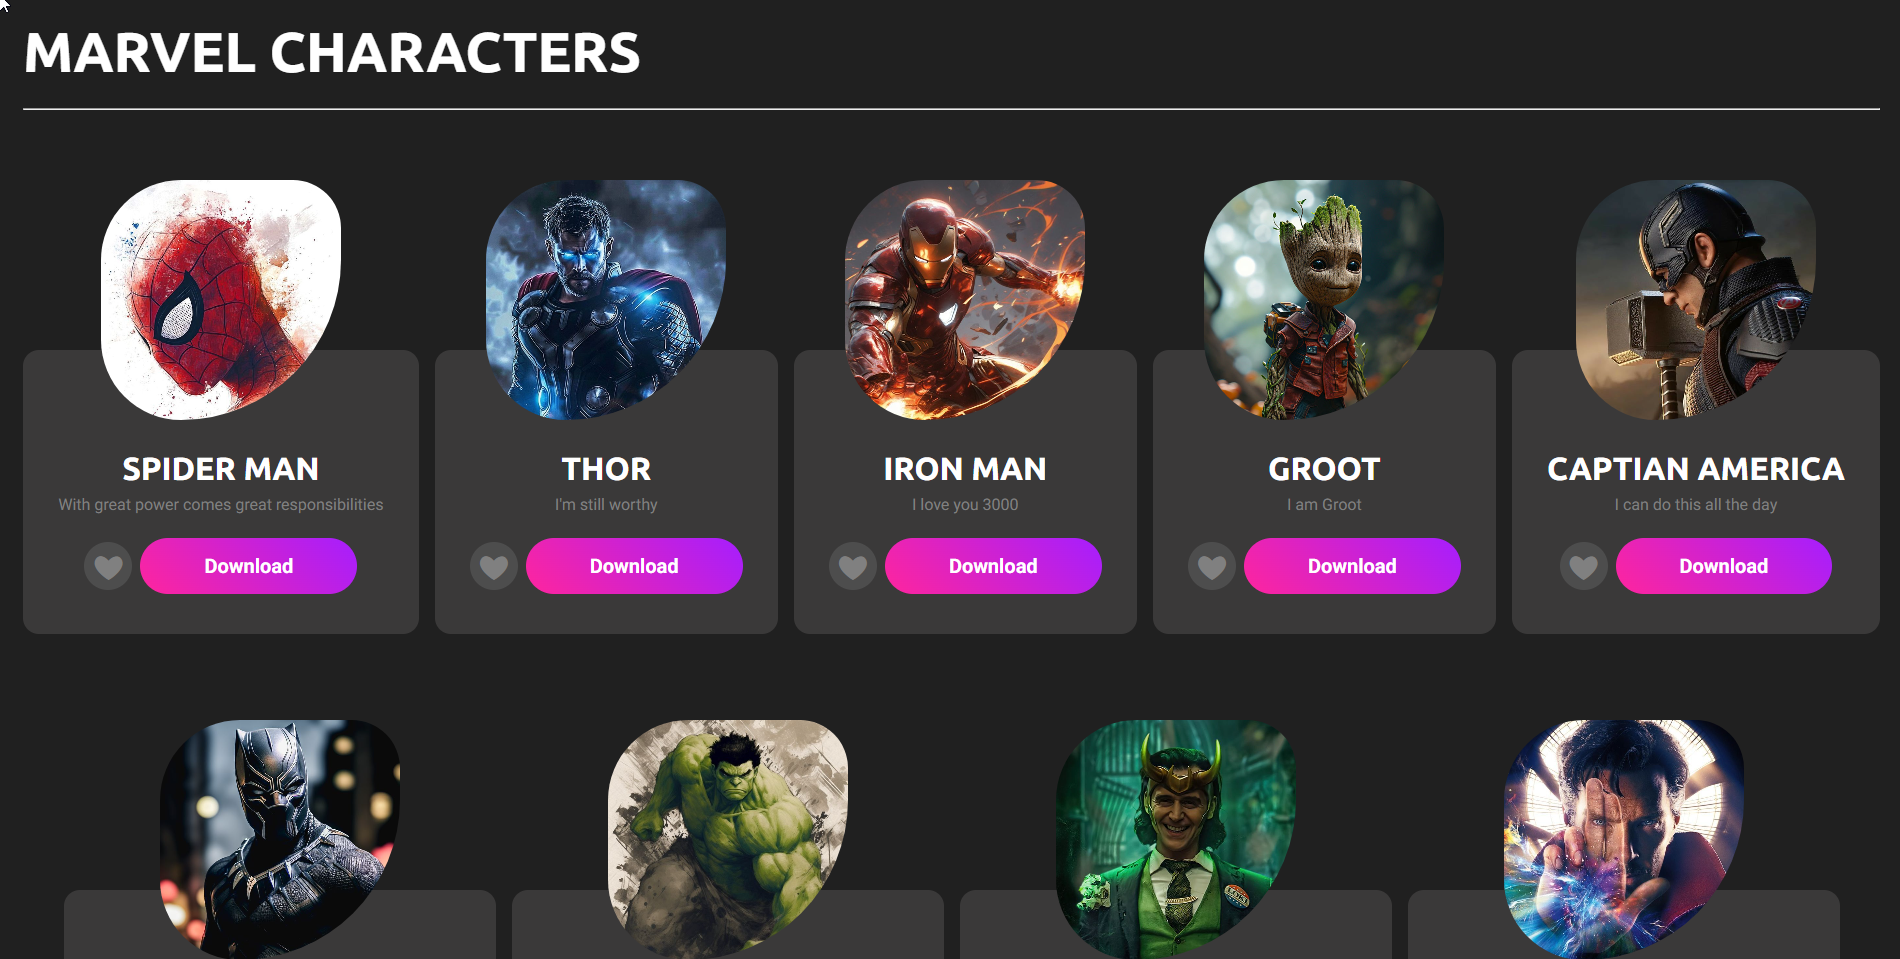 MARVEL CHARACTERS
SPIDER MAN
With great power comes great responsibilities
Download
THOR
I'm still worthy
Download
IRON MAN
I love you 3000
Download
GROOT
I am Groot
Download
CAPTIAN AMERICA
I can do this all the day
Download